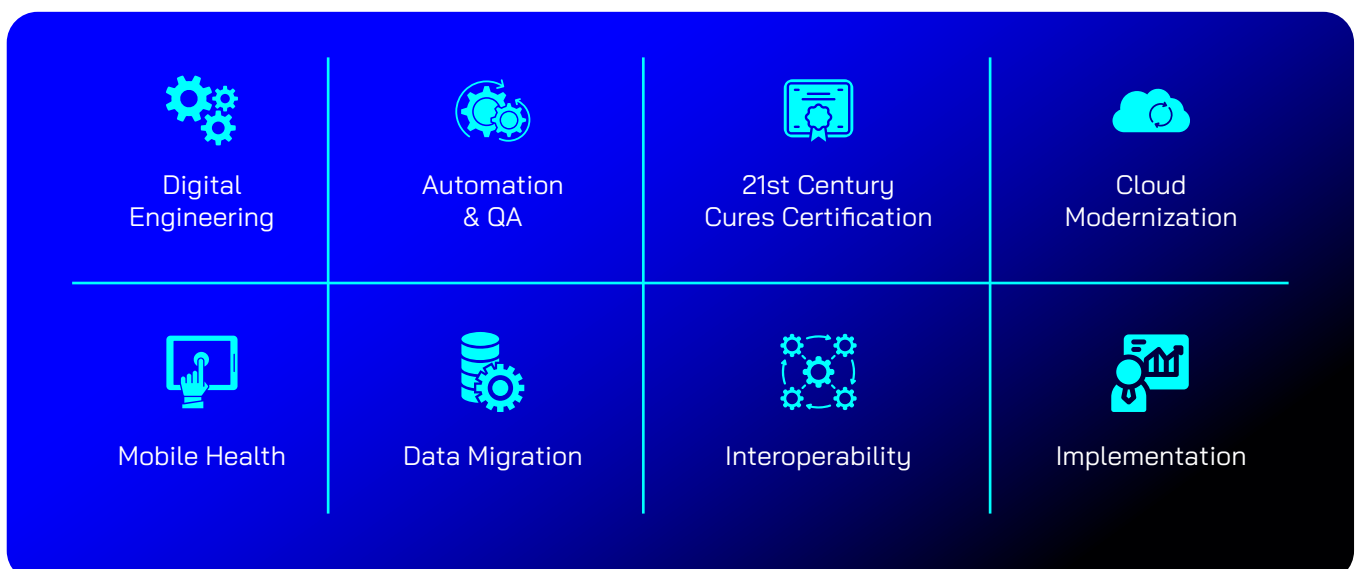 Digital
Engineering
Automation
& QA
21st Century
Cures Certification
Cloud
Modernization
Mobile Health
Data Migration
Interoperability
Implementation